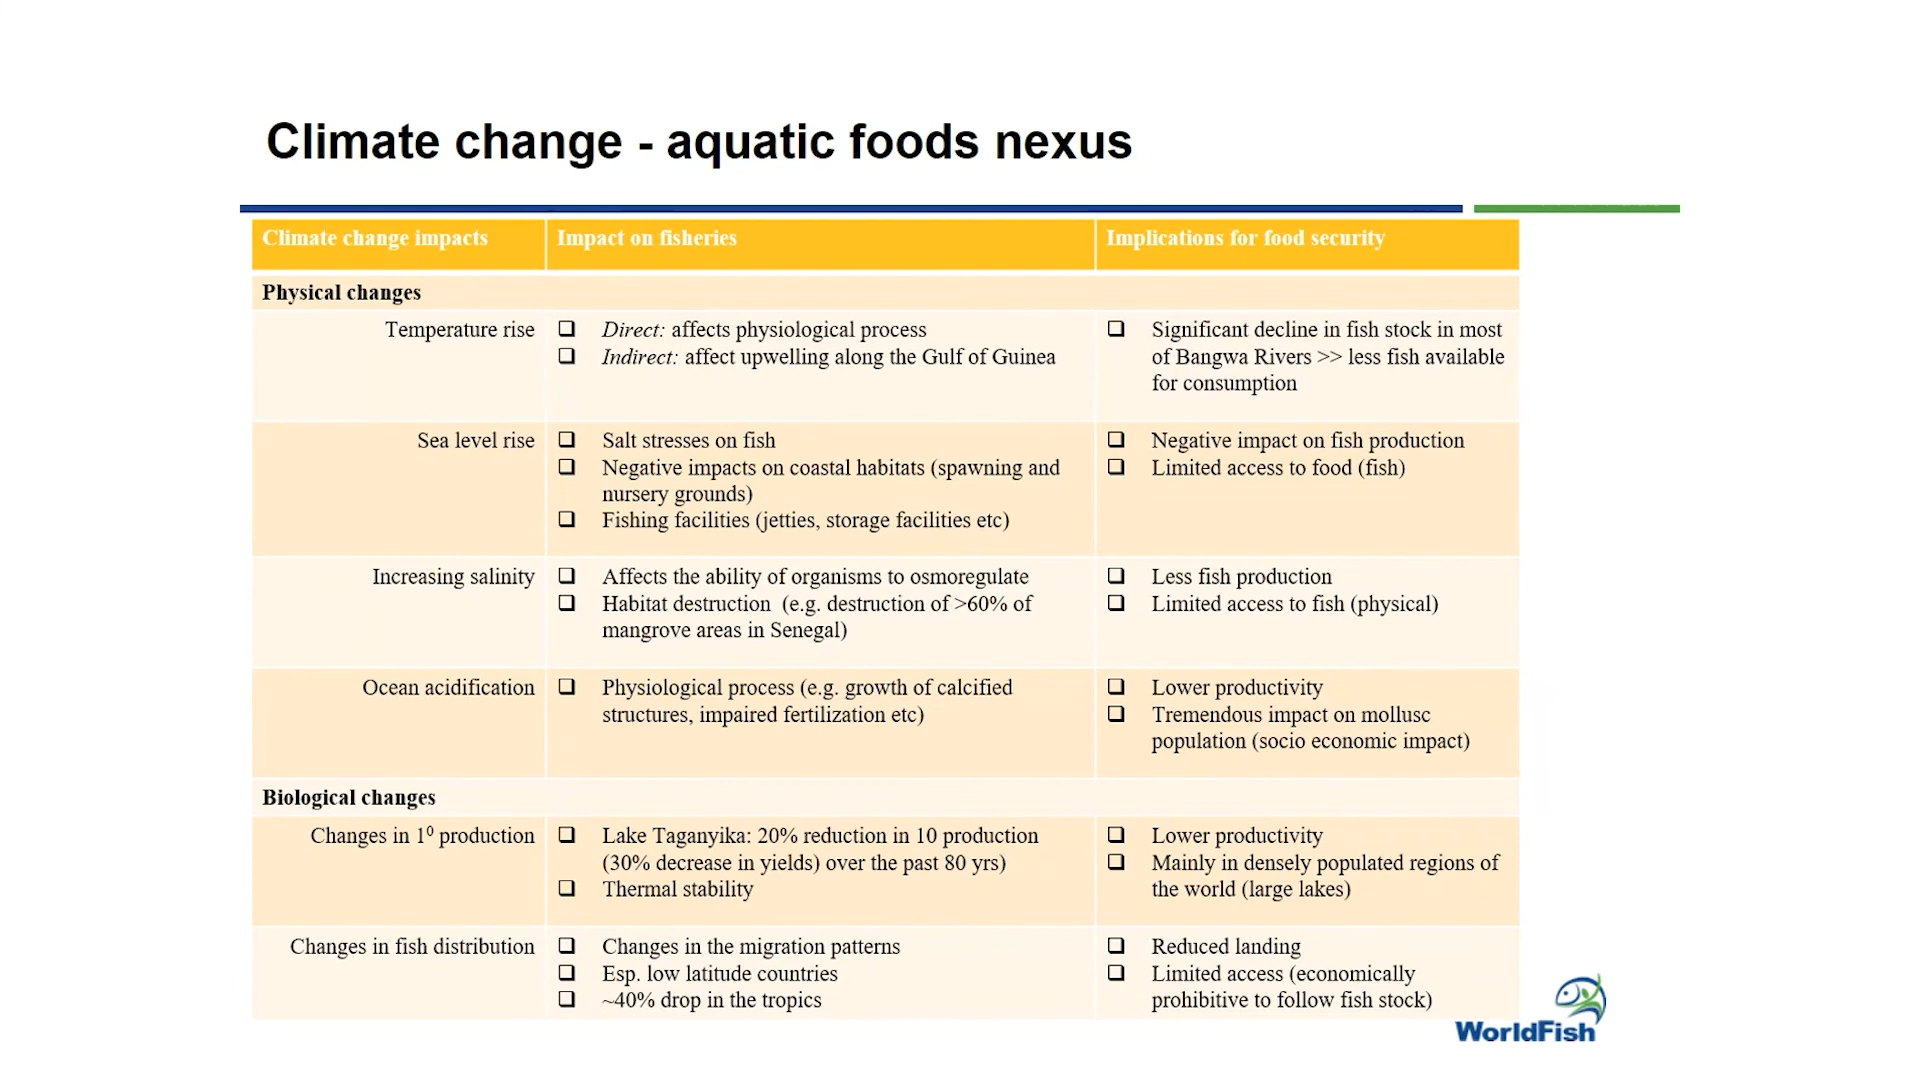 Climate change - aquatic foods nexus
Climate change impacts
Impact on fisheries
Implications for food security
Physical changes
Temperature rise
Direct: affects physiological process
Indirect: affect upwelling along the Gulf of Guinea
Significant decline in fish stock in most
of Bangwa Rivers >> less fish available
for consumption
Sea level rise
Salt stresses on fish
Negative impacts on coastal habitats (spawning and
nursery grounds)
Fishing facilities (jetties, storage facilities etc)
Negative impact on fish production
Limited access to food (fish)
Increasing salinity
Affects the ability of organisms to osmoregulate
Habitat destruction (e.g. destruction of >60% of
mangrove areas in Senegal)
Less fish production
Limited access to fish (physical)
Ocean acidification
Physiological process (e.g. growth of calcified
structures, impaired fertilization etc)
Lower productivity
Tremendous impact on mollusc
population (socio economic impact)
Biological changes
Changes in 1⁰ production
Lake Taganyika: 20% reduction in 10 production
(30% decrease in yields) over the past 80 yrs)
Thermal stability
Lower productivity
Mainly in densely populated regions of
the world (large lakes)
Changes in fish distribution
Changes in the migration patterns
Esp. low latitude countries
~40% drop in the tropics
Reduced landing
Limited access (economically
prohibitive to follow fish stock)
WorldFish